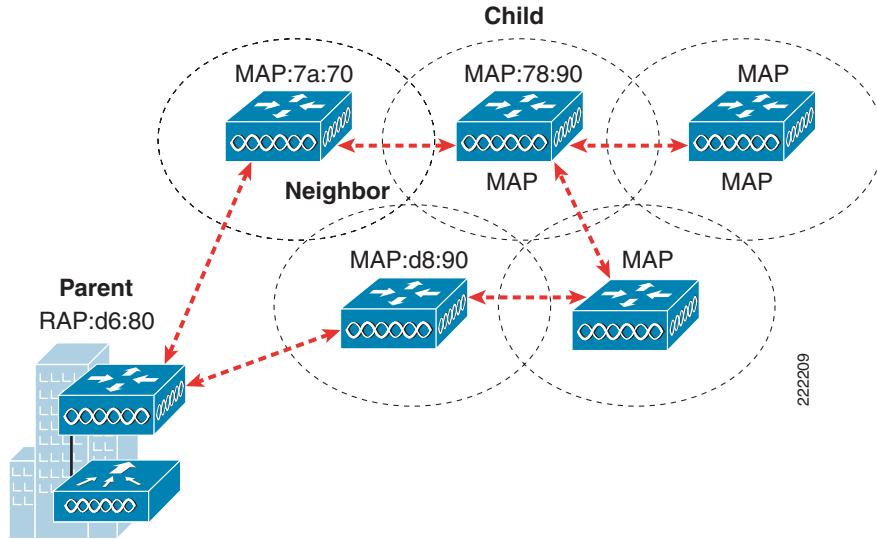 Child
MAP:7a:70
MAP:78:90
MAP
MAP
MAP
Neighbor
MAP:d8:90
MAP
Parent
RAP:d6:80
222209